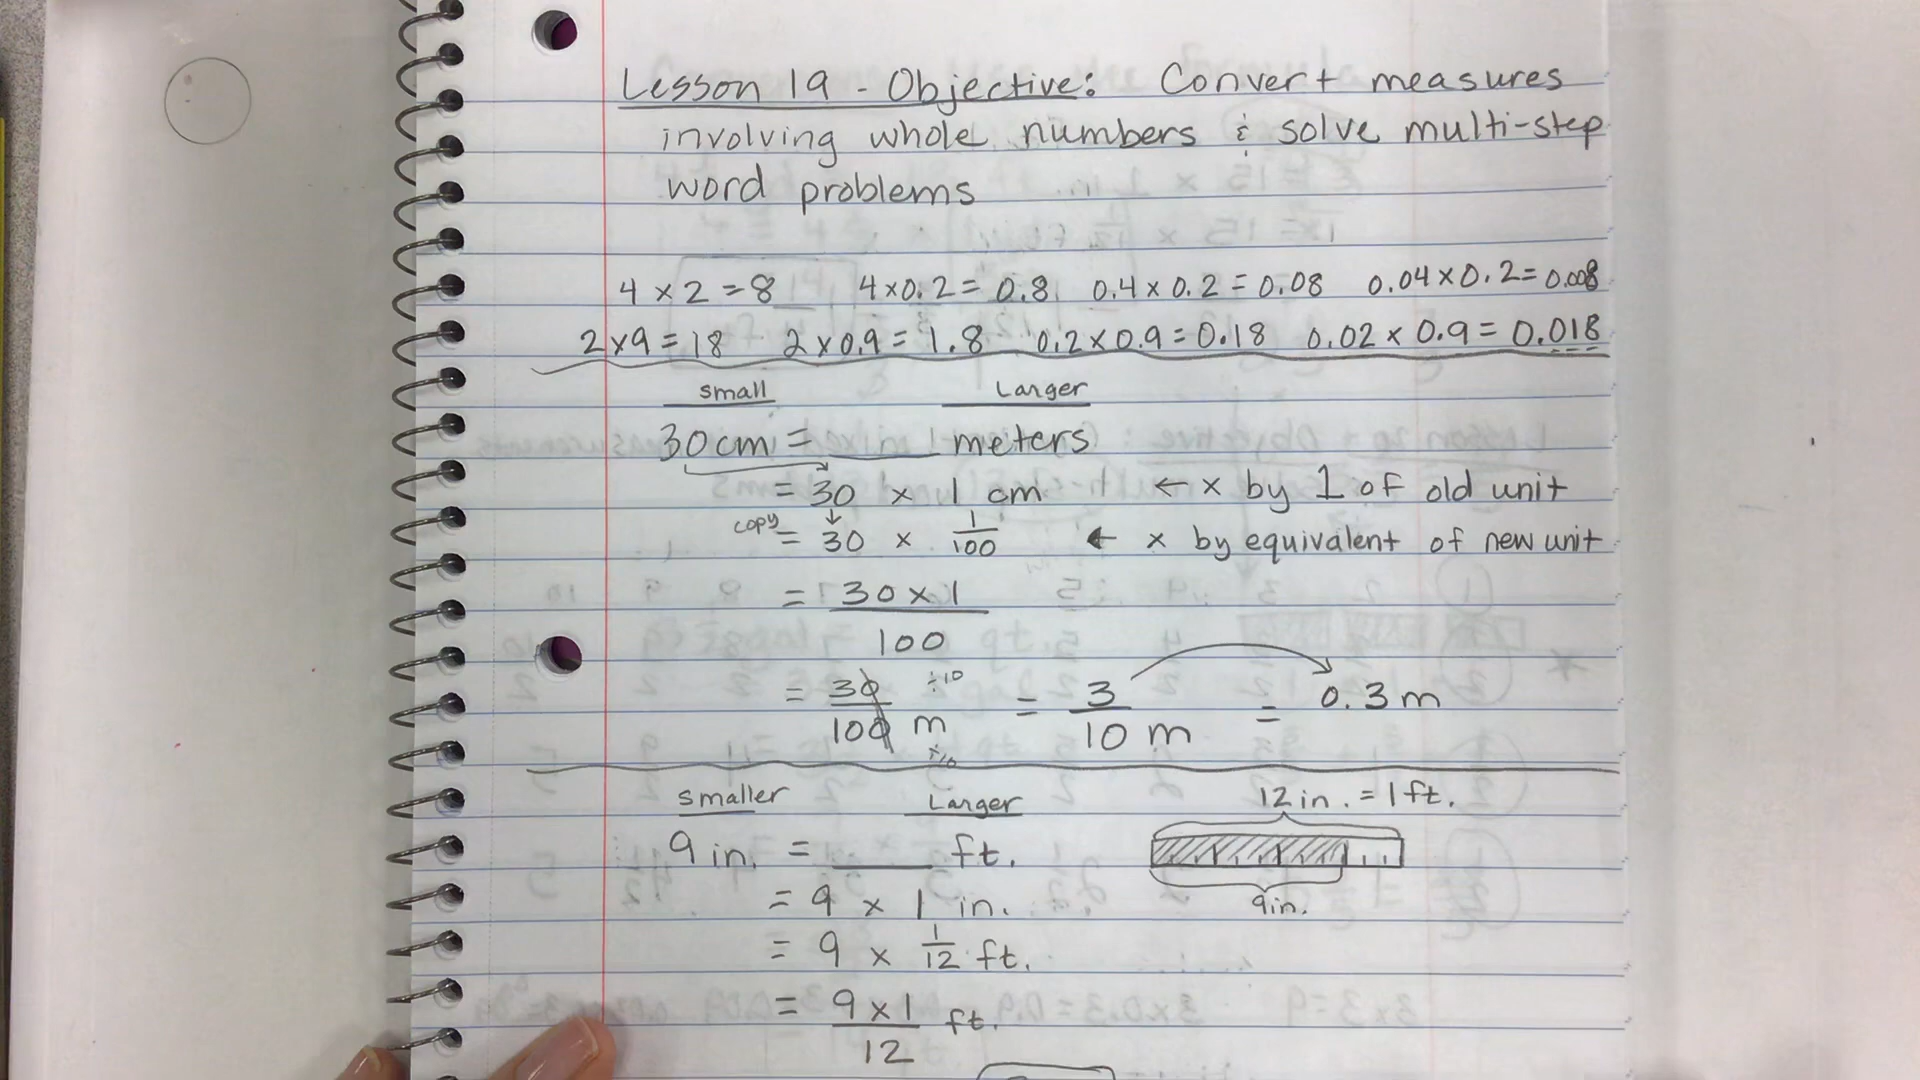 Lesson 19 - Objective: Convert measures
involving whole numbers & solve multi-step
word problems
4 × 2 = 8 4 × 0.2 = 0.8 0.4 × 0.2 = 0.08 0.04 × 0.2 = 0.008
2 × 9 = 18 2 × 0.9 = 1.8 0.2 × 0.9 = 0.18 0.02 × 0.9 = 0.018
small Larger
30 cm = ____ meters
= 30 × 1 cm ← × by 1 of old unit
copy = 30 × 1/100 ← × by equivalent of new unit
= 30 × 1
100
= 30/100 m ÷10 = 3/10 m = 0.3 m
smaller Larger 12 in. = 1 ft.
9 in. = ____ ft.
= 9 × 1 in. 9 in.
= 9 × 1/12 ft.
= 9 × 1 ft.
12